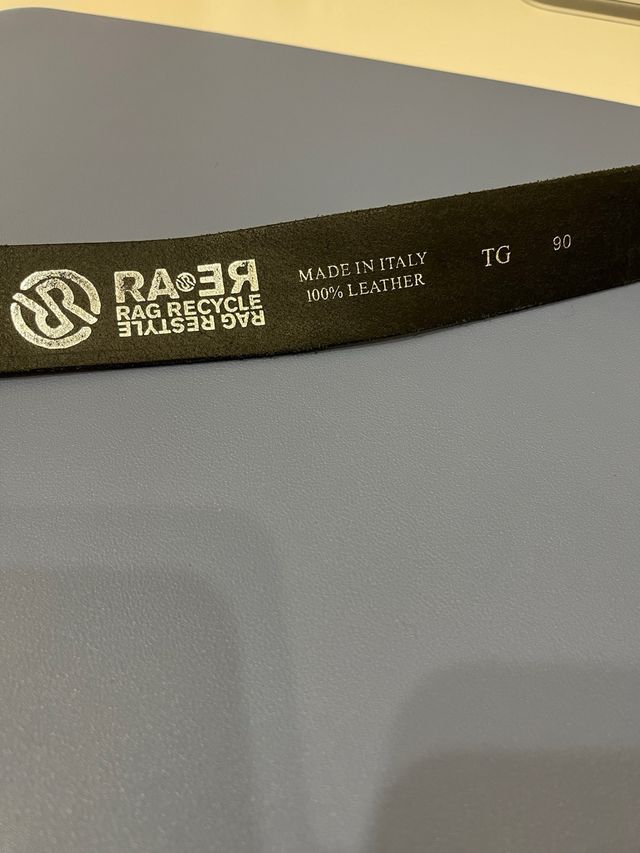 RA RE
RAG RECYCLE
RAG RESTYLE
MADE IN ITALY
100% LEATHER
TG 90